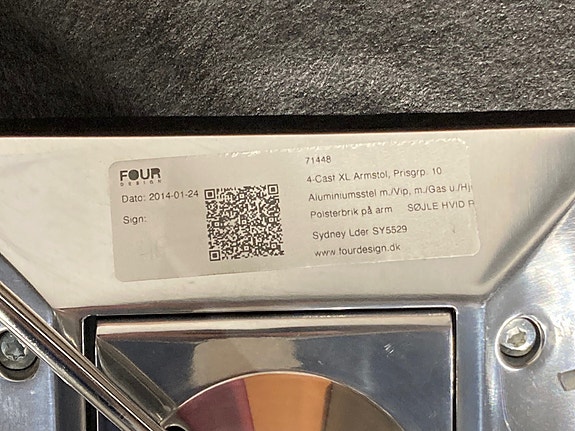 FOUR
DESIGN
Dato: 2014-01-24
Sign:
71448
4-Cast XL Armstol, Prisgrp. 10
Aluminiumsstel m./Vip, m./Gas u./Hj
Polsterbrik på arm SØJLE HVID
Sydney Lder SY5529
www.fourdesign.dk